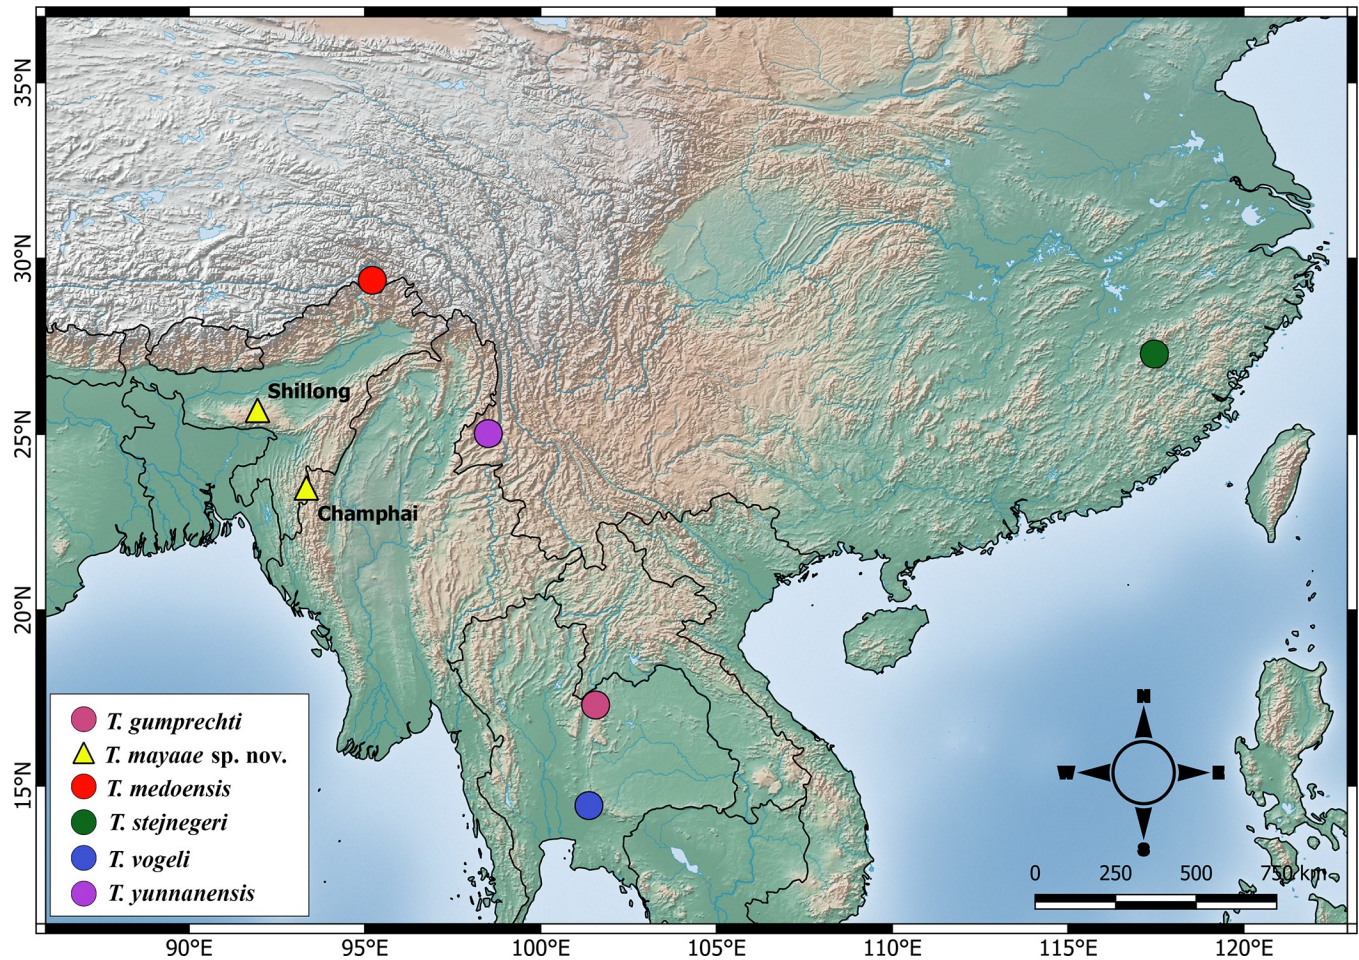 35°N
30°N
25°N
20°N
15°N
Shillong
Champhai
T. gumprechti
T. mayaae sp. nov.
T. medoensis
T. stejnegeri
T. vogeli
T. yunnanensis
N
W E
S
0 250 500 750 km
90°E 95°E 100°E 105°E 110°E 115°E 120°E